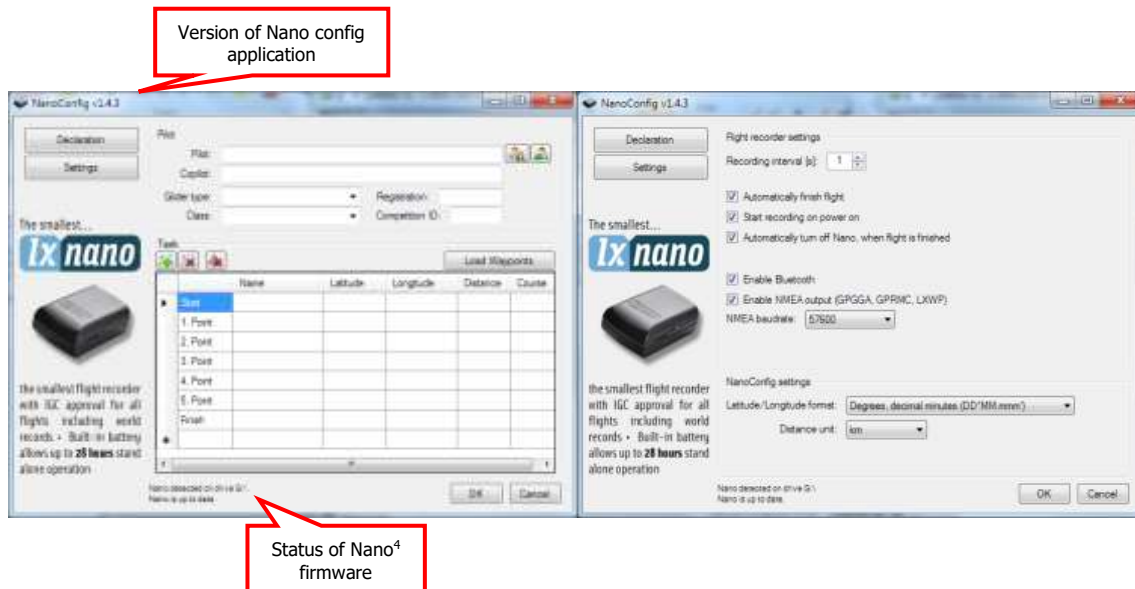 Version of Nano config
application
NanoConfig v1.4.3
Declaration
Settings
Pilot
Pilot:
Copilot:
Glider type:
Registration:
Class:
Competition ID:
The smallest...
lx nano
Task
Load Waypoints
Name Latitude Longitude Distance Course
Start
1. Point
2. Point
3. Point
4. Point
5. Point
Finish
the smallest flight recorder
with IGC approval for all
flights including world
records • Built-in battery
allows up to 28 hours stand
alone operation
Nano detected on drive G:\
Nano is up to date.
OK Cancel
Status of Nano4
firmware
NanoConfig v1.4.3
Declaration
Settings
Flight recorder settings
Recording interval [s]: 1
Automatically finish flight
Start recording on power on
Automatically turn off Nano, when flight is finished
The smallest...
lx nano
Enable Bluetooth
Enable NMEA output (GPGGA, GPRMC, LXWP)
NMEA baudrate: 57600
the smallest flight recorder
with IGC approval for all
flights including world
records • Built-in battery
allows up to 28 hours stand
alone operation
NanoConfig settings
Latitude/Longitude format: Degrees, decimal minutes (DD°MM.mmm')
Distance unit: km
Nano detected on drive G:\
Nano is up to date.
OK Cancel